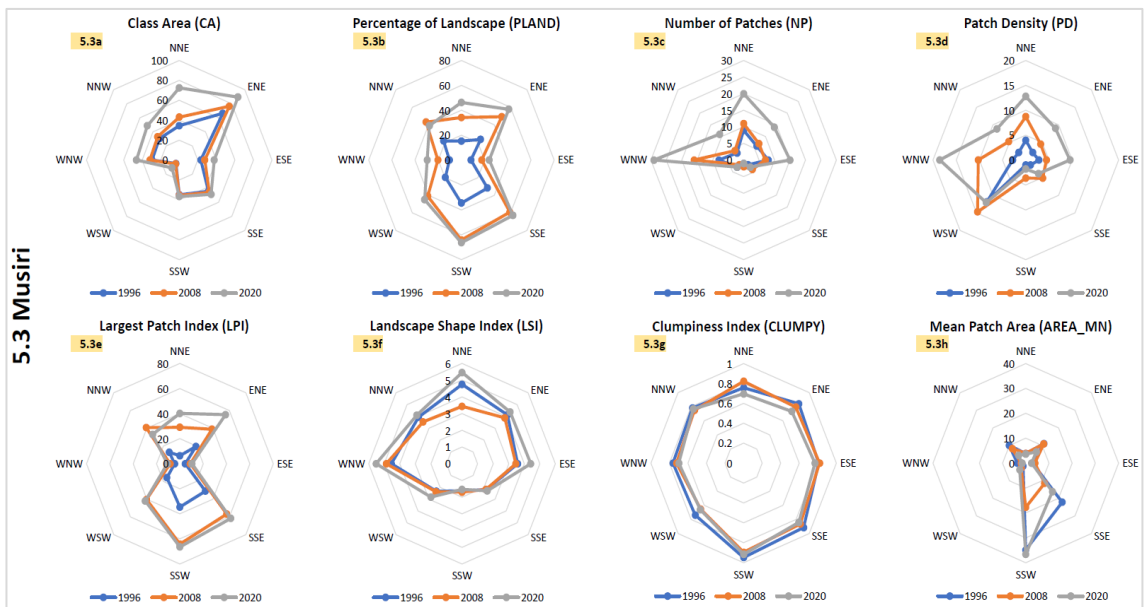 5.3 Musiri
Class Area (CA)
5.3a
NNE
ENE
ESE
SSE
SSW
WSW
WNW
NNW
100
80
60
40
20
0
1996 2008 2020
Percentage of Landscape (PLAND)
5.3b
NNE
ENE
ESE
SSE
SSW
WSW
WNW
NNW
80
60
40
20
0
1996 2008 2020
Number of Patches (NP)
5.3c
NNE
ENE
ESE
SSE
SSW
WSW
WNW
NNW
30
25
20
15
10
5
0
1996 2008 2020
Patch Density (PD)
5.3d
NNE
ENE
ESE
SSE
SSW
WSW
WNW
NNW
20
15
10
5
0
1996 2008 2020
Largest Patch Index (LPI)
5.3e
NNE
ENE
ESE
SSE
SSW
WSW
WNW
NNW
80
60
40
20
0
1996 2008 2020
Landscape Shape Index (LSI)
5.3f
NNE
ENE
ESE
SSE
SSW
WSW
WNW
NNW
6
5
4
3
2
1
0
1996 2008 2020
Clumpiness Index (CLUMPY)
5.3g
NNE
ENE
ESE
SSE
SSW
WSW
WNW
NNW
1
0.8
0.6
0.4
0.2
0
1996 2008 2020
Mean Patch Area (AREA_MN)
5.3h
NNE
ENE
ESE
SSE
SSW
WSW
WNW
NNW
40
30
20
10
0
1996 2008 2020